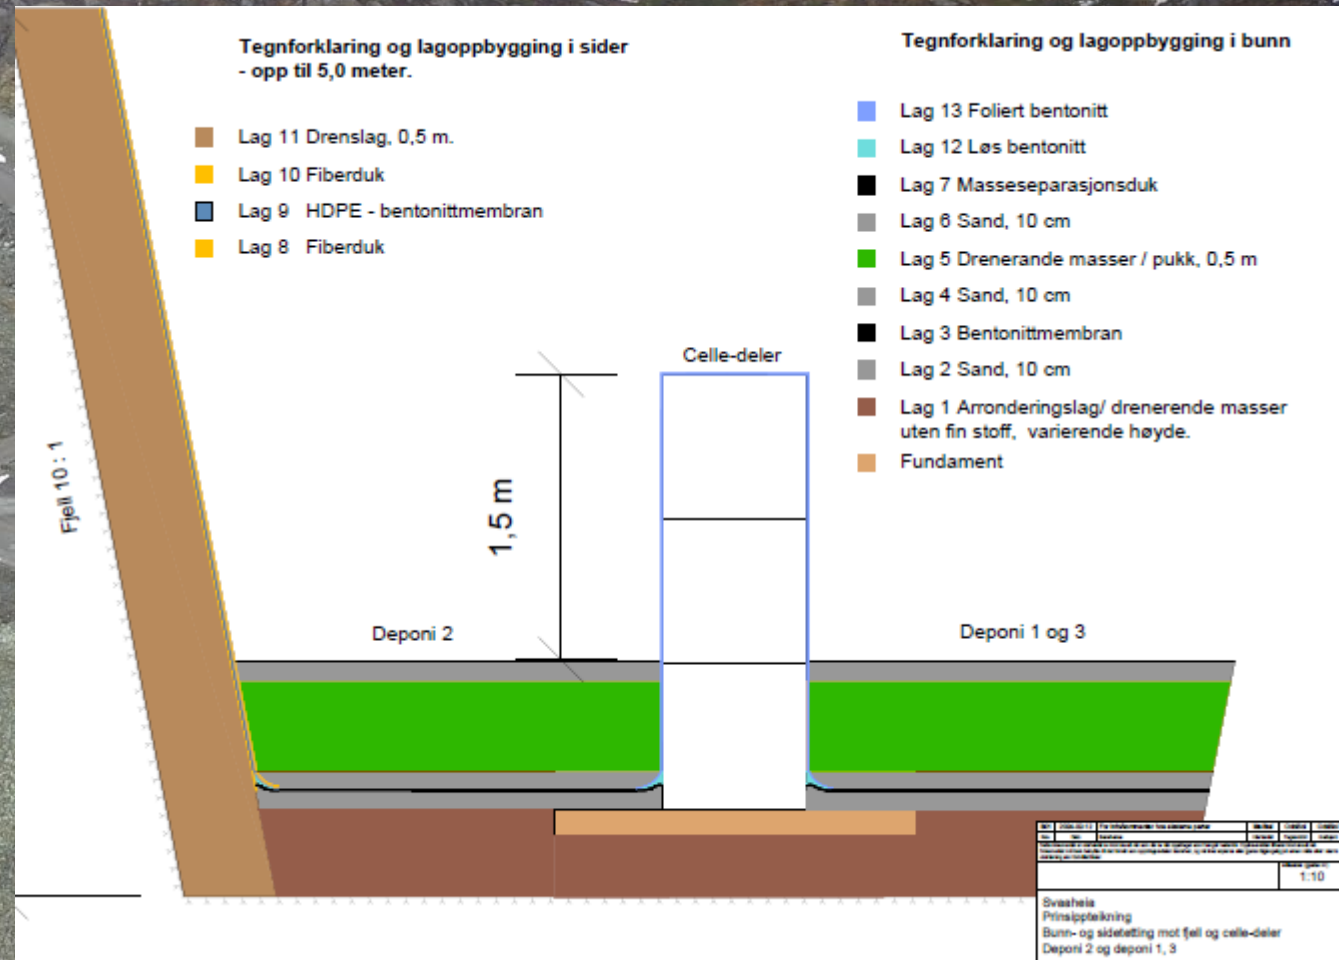 Tegnforklaring og lagoppbygging i sider
- opp til 5,0 meter.
Lag 11 Drenslag, 0,5 m.
Lag 10 Fiberduk
Lag 9 HDPE - bentonittmembran
Lag 8 Fiberduk
Tegnforklaring og lagoppbygging i bunn
Lag 13 Foliert bentonitt
Lag 12 Løs bentonitt
Lag 7 Masseseparasjonsduk
Lag 6 Sand, 10 cm
Lag 5 Drenerande masser / pukk, 0,5 m
Lag 4 Sand, 10 cm
Lag 3 Bentonittmembran
Lag 2 Sand, 10 cm
Lag 1 Arronderingslag/ drenerende masser
uten fin stoff, varierende høyde.
Fundament
Celle-deler
Fjell 10 : 1
1,5 m
Deponi 2
Deponi 1 og 3
1:10
Svaaheia
Prinsippteikning
Bunn- og sidetetting mot fjell og celle-deler
Deponi 2 og deponi 1, 3